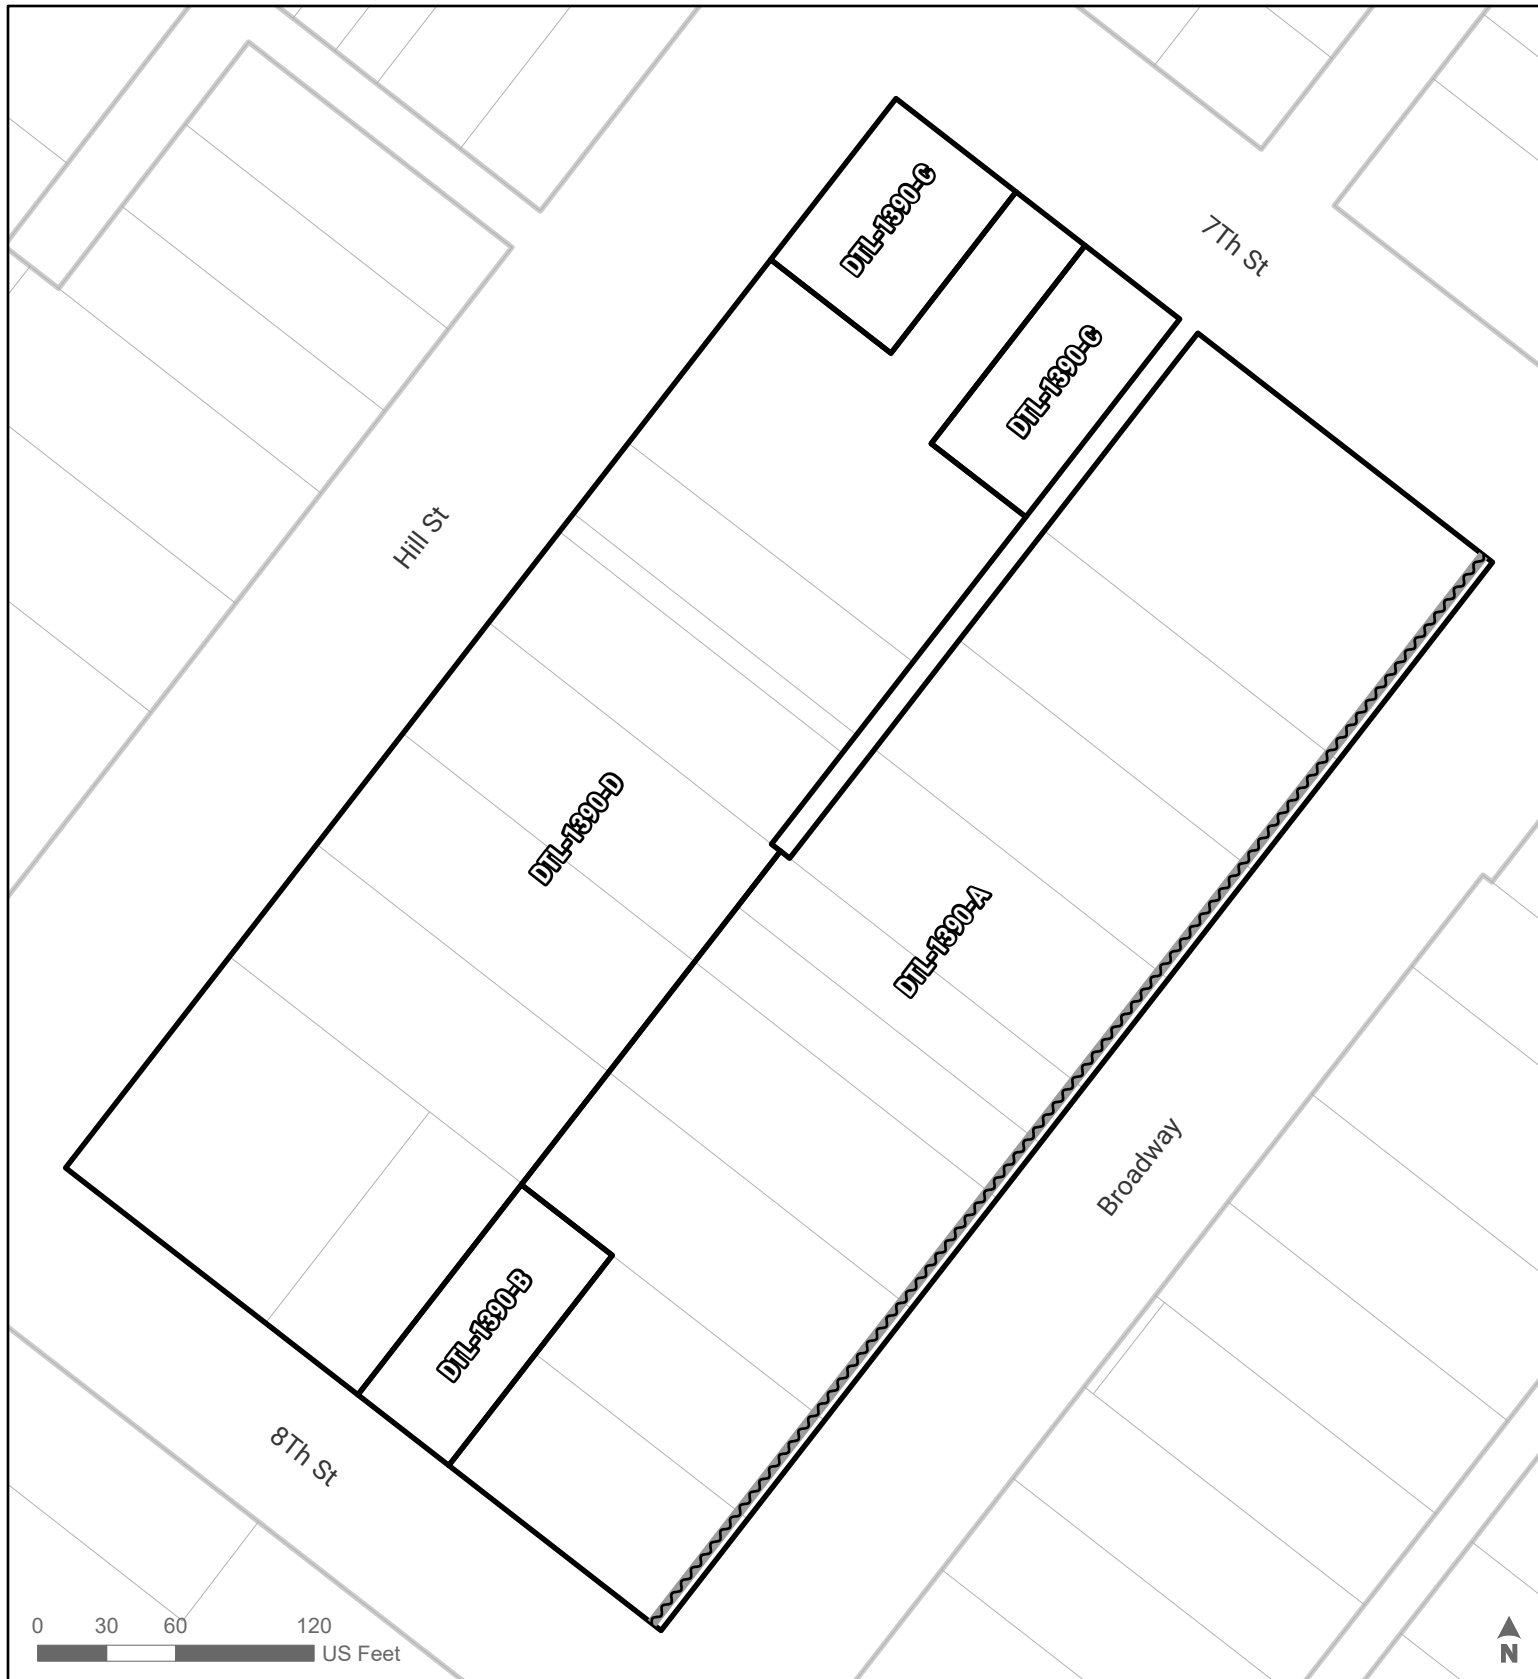 DTL-1390-C
7Th St
DTL-1390-C
Hill St
DTL-1390-D
DTL-1390-A
Broadway
DTL-1390-B
8Th St
0 30 60 120
US Feet
N